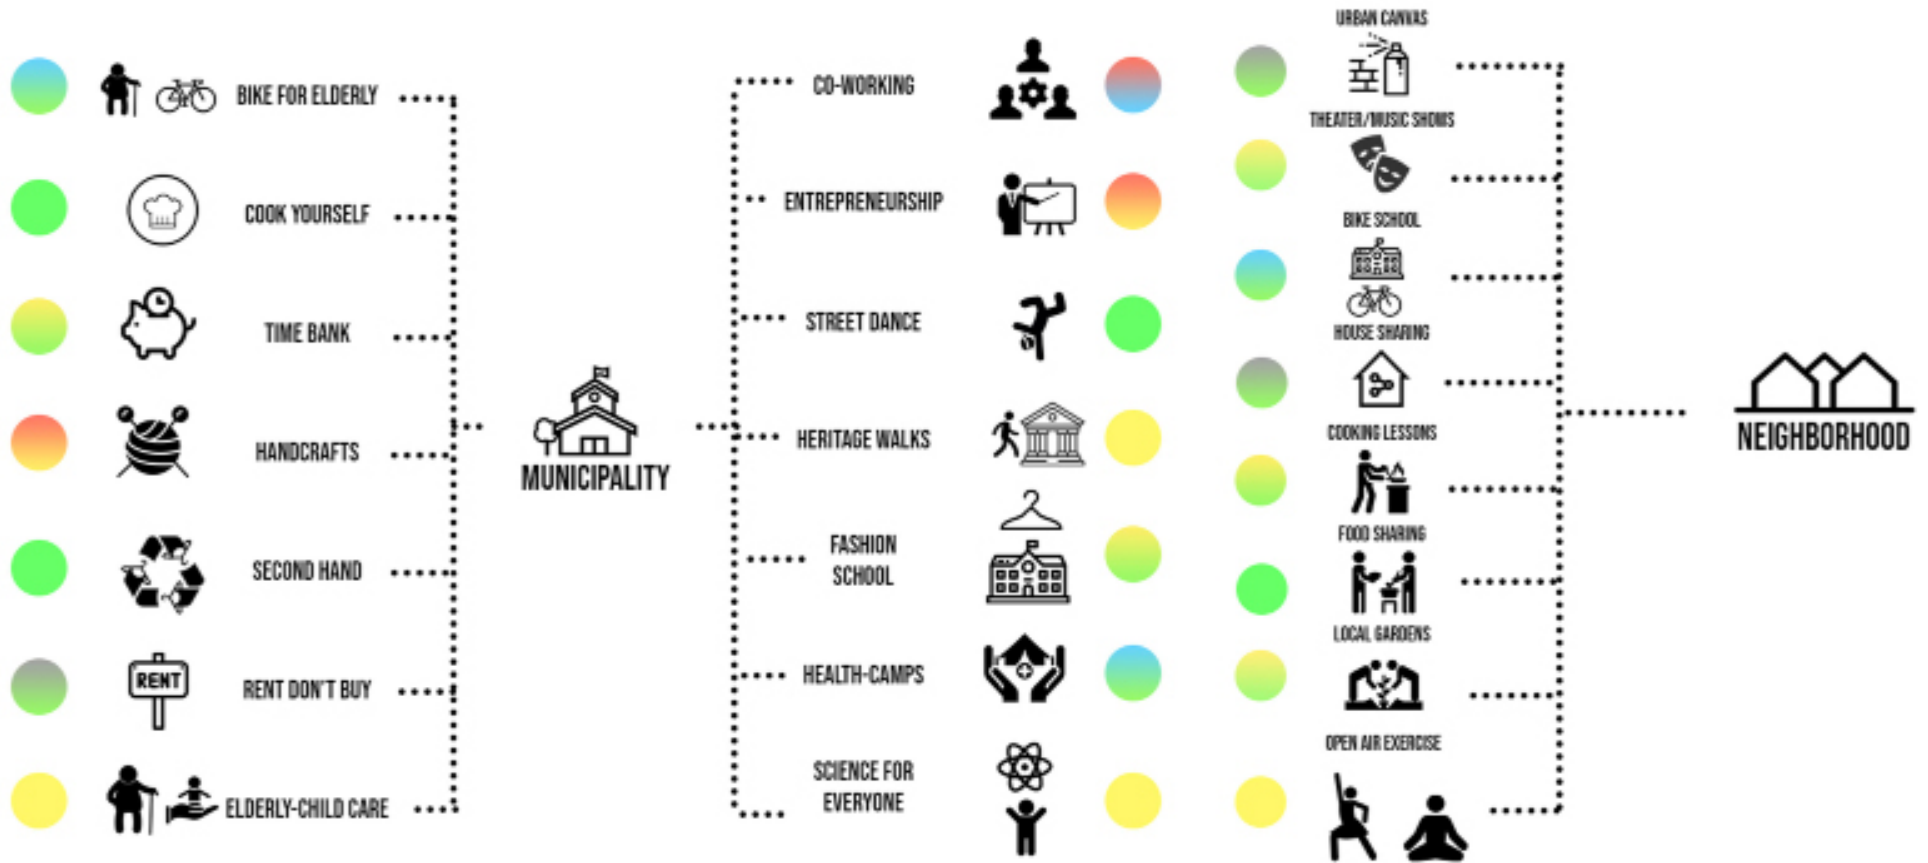 BIKE FOR ELDERLY
COOK YOURSELF
TIME BANK
HANDCRAFTS
SECOND HAND
RENT
RENT DON'T BUY
ELDERLY-CHILD CARE
MUNICIPALITY
CO-WORKING
ENTREPRENEURSHIP
STREET DANCE
HERITAGE WALKS
FASHION
SCHOOL
HEALTH-CAMPS
SCIENCE FOR
EVERYONE
URBAN CANVAS
THEATER/MUSIC SHOWS
BIKE SCHOOL
HOUSE SHARING
COOKING LESSONS
FOOD SHARING
LOCAL GARDENS
OPEN AIR EXERCISE
NEIGHBORHOOD